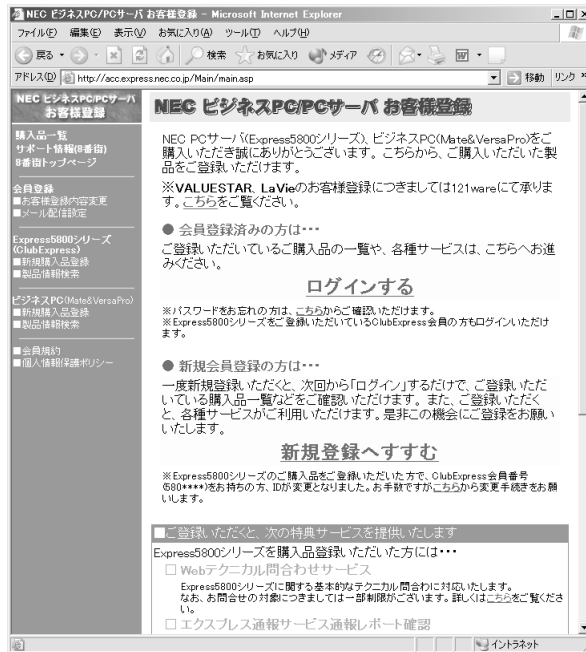 NEC ビジネスPC/PCサーバ お客様登録 - Microsoft Internet Explorer
ファイル(F) 編集(E) 表示(V) お気に入り(A) ツール(T) ヘルプ(H)
戻る 検索 お気に入り メディア
アドレス(D) http://acc.express.nec.co.jp/Main/main.asp 移動 リンク »
NEC ビジネスPC/PCサーバ
お客様登録
購入品一覧
サポート情報(8番街)
8番街トップページ
会員登録
■お客様登録内容変更
■メール配信設定
Express5800シリーズ
(ClubExpress)
■新規購入品登録
■製品情報検索
ビジネスPC(Mate&VersaPro)
■新規購入品登録
■製品情報検索
■会員規約
■個人情報保護ポリシー
NEC ビジネスPC/PCサーバ お客様登録
NEC PCサーバ(Express5800シリーズ)、ビジネスPC(Mate&VersaPro)をご
購入いただき誠にありがとうございます。こちらから、ご購入いただいた製
品をご登録いただけます。
※VALUESTAR、LaVieのお客様登録につきましては121wareにて承りま
す。こちらをご覧ください。
● 会員登録済みの方は・・・
ご登録いただいているご購入品の一覧や、各種サービスは、こちらへお進
みください。
ログインする
※パスワードをお忘れの方は、こちらからご確認いただけます。
※Express5800シリーズをご登録いただいているClubExpress会員の方もログインいただけ
ます。
● 新規会員登録の方は・・・
一度新規登録いただくと、次回から「ログイン」するだけで、ご登録いただ
いている購入品一覧などをご確認いただけます。また、ご登録いただく
と、各種サービスがご利用いただけます。是非この機会にご登録をお願い
いたします。
新規登録へすすむ
※Express5800シリーズのご購入品をご登録いただいた方で、ClubExpress会員番号
(580****)をお持ちの方、IDが変更となりました。お手数ですがこちらから変更手続きをお願
いします。
■ご登録いただくと、次の特典サービスを提供いたします
Express5800シリーズを購入品登録いただいた方には・・・
□ Webテクニカル問合わせサービス
Express5800シリーズに関する基本的なテクニカル問合わせに対応いたします。
なお、お問合せの対象につきましては一部制限がございます。詳しくはこちらをご覧くださ
い。
□ エクスプレス通報サービス通報レポート確認
イントラネット